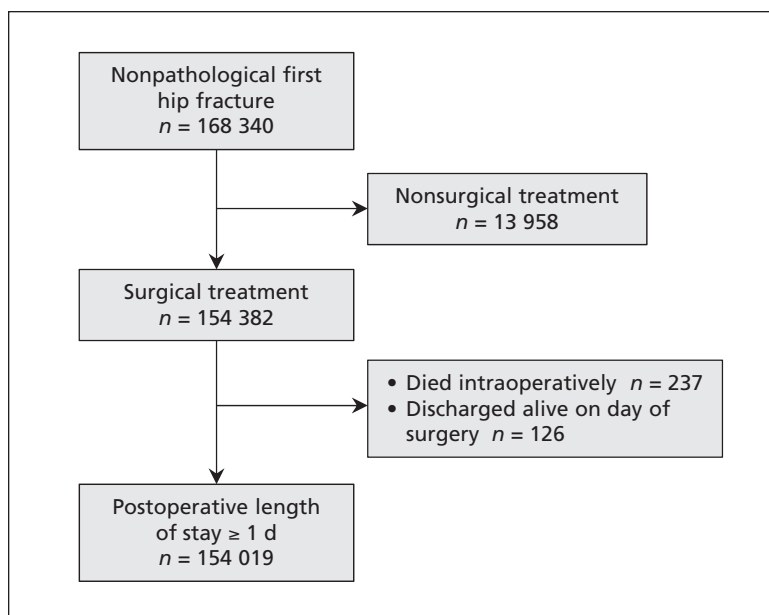 Nonpathological first
hip fracture
n = 168 340
Nonsurgical treatment
n = 13 958
Surgical treatment
n = 154 382
• Died intraoperatively n = 237
• Discharged alive on day of
surgery n = 126
Postoperative length
of stay ≥ 1 d
n = 154 019